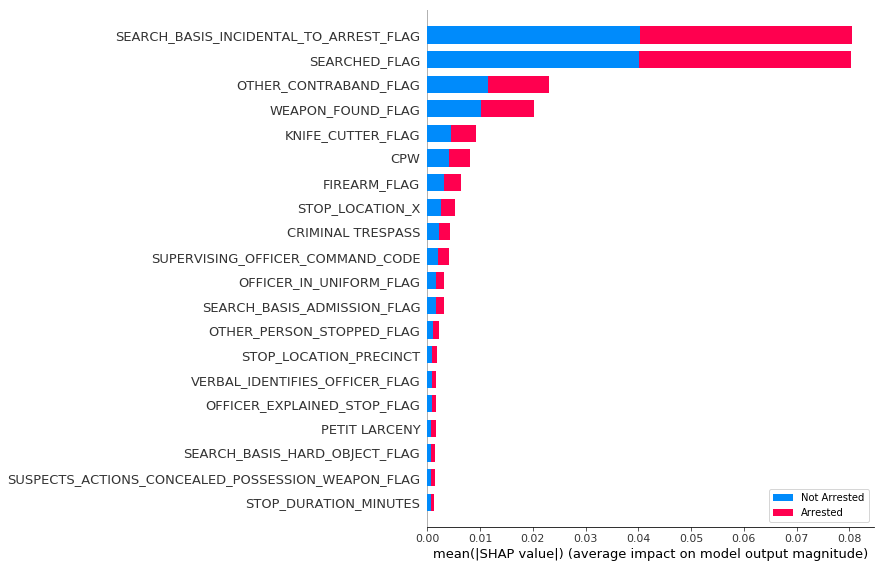 SEARCH_BASIS_INCIDENTAL_TO_ARREST_FLAG
SEARCHED_FLAG
OTHER_CONTRABAND_FLAG
WEAPON_FOUND_FLAG
KNIFE_CUTTER_FLAG
CPW
FIREARM_FLAG
STOP_LOCATION_X
CRIMINAL TRESPASS
SUPERVISING_OFFICER_COMMAND_CODE
OFFICER_IN_UNIFORM_FLAG
SEARCH_BASIS_ADMISSION_FLAG
OTHER_PERSON_STOPPED_FLAG
STOP_LOCATION_PRECINCT
VERBAL_IDENTIFIES_OFFICER_FLAG
OFFICER_EXPLAINED_STOP_FLAG
PETIT LARCENY
SEARCH_BASIS_HARD_OBJECT_FLAG
SUSPECTS_ACTIONS_CONCEALED_POSSESSION_WEAPON_FLAG
STOP_DURATION_MINUTES
Not Arrested
Arrested
0.00 0.01 0.02 0.03 0.04 0.05 0.06 0.07 0.08
mean(|SHAP value|) (average impact on model output magnitude)